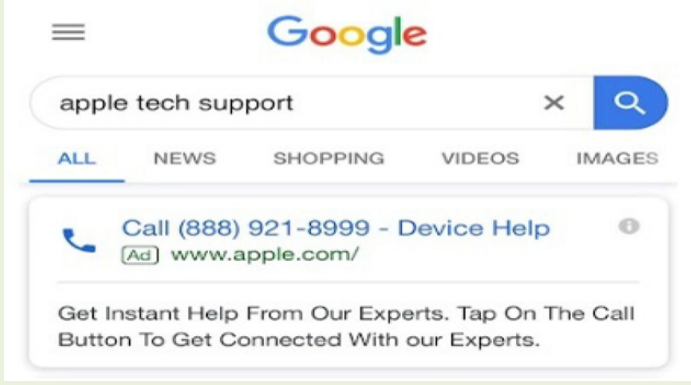 Google
apple tech support
ALL NEWS SHOPPING VIDEOS IMAGES
Call (888) 921-8999 - Device Help
Ad www.apple.com/
Get Instant Help From Our Experts. Tap On The Call
Button To Get Connected With our Experts.